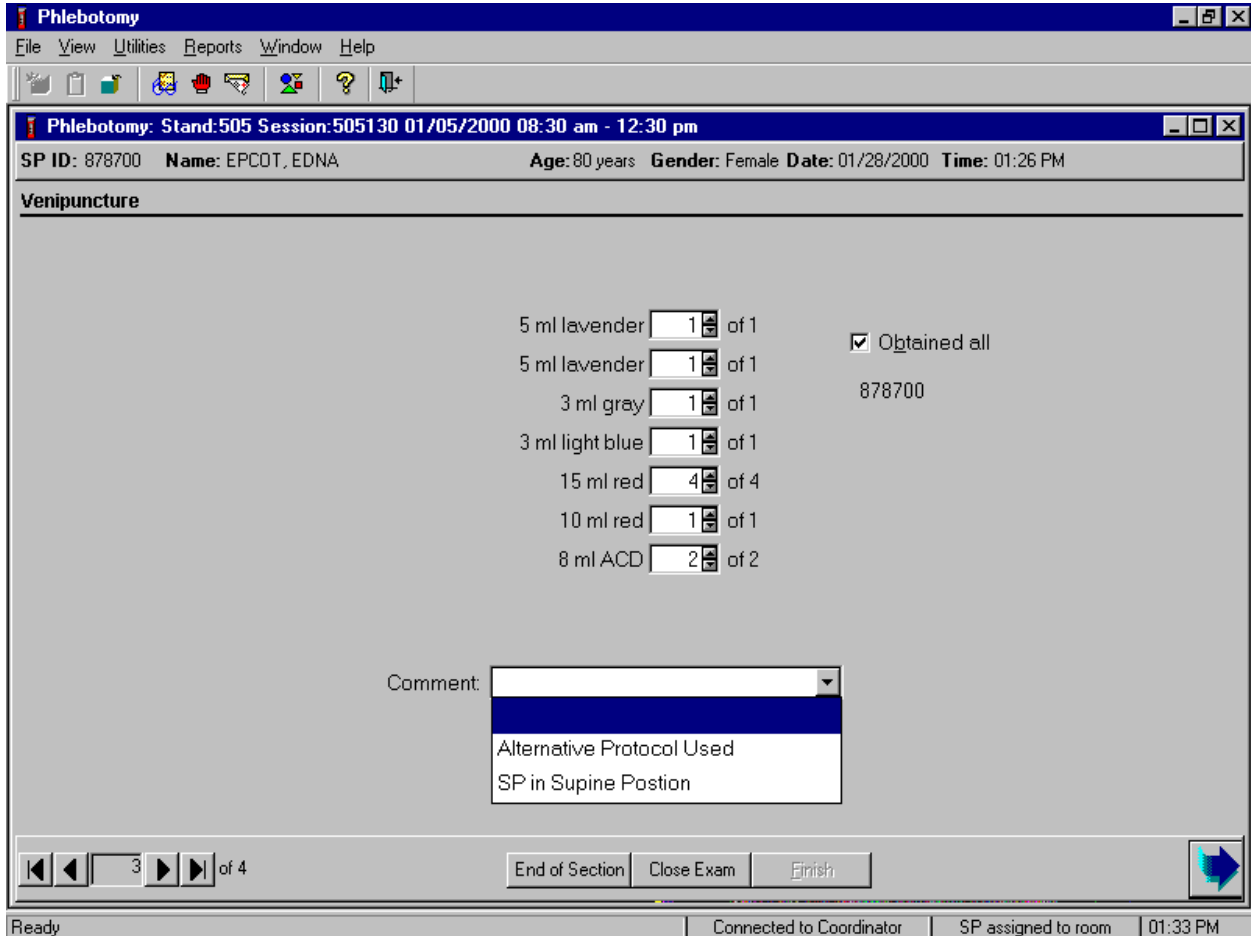 Phlebotomy
File View Utilities Reports Window Help
Phlebotomy: Stand:505 Session:505130 01/05/2000 08:30 am - 12:30 pm
SP ID: 878700 Name: EPCOT, EDNA Age: 80 years Gender: Female Date: 01/28/2000 Time: 01:26 PM
Venipuncture
5 ml lavender 1 of 1
Obtained all
5 ml lavender 1 of 1
878700
3 ml gray 1 of 1
3 ml light blue 1 of 1
15 ml red 4 of 4
10 ml red 1 of 1
8 ml ACD 2 of 2
Comment:
Alternative Protocol Used
SP in Supine Postion
3 of 4 End of Section Close Exam Finish
Ready Connected to Coordinator SP assigned to room 01:33 PM